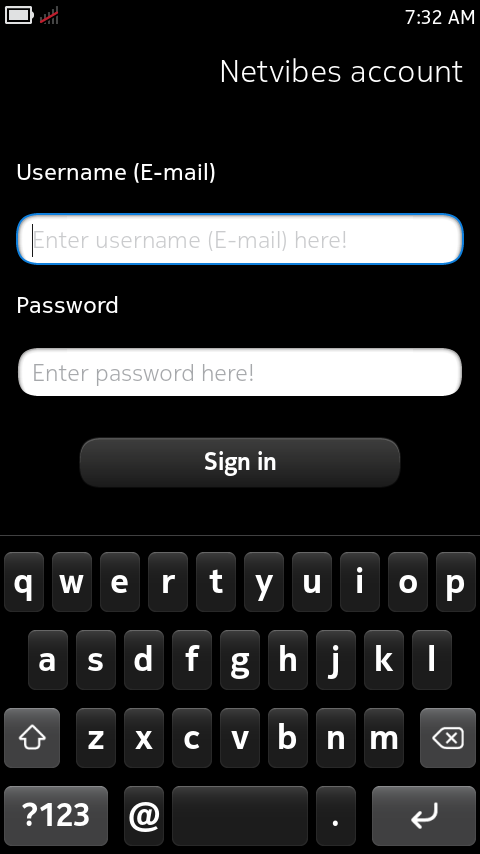 7:32 AM
Netvibes account
Username (E-mail)
Enter username (E-mail) here!
Password
Enter password here!
Sign in
q w e r t y u i o p
a s d f g h j k l
z x c v b n m
?123 @ .